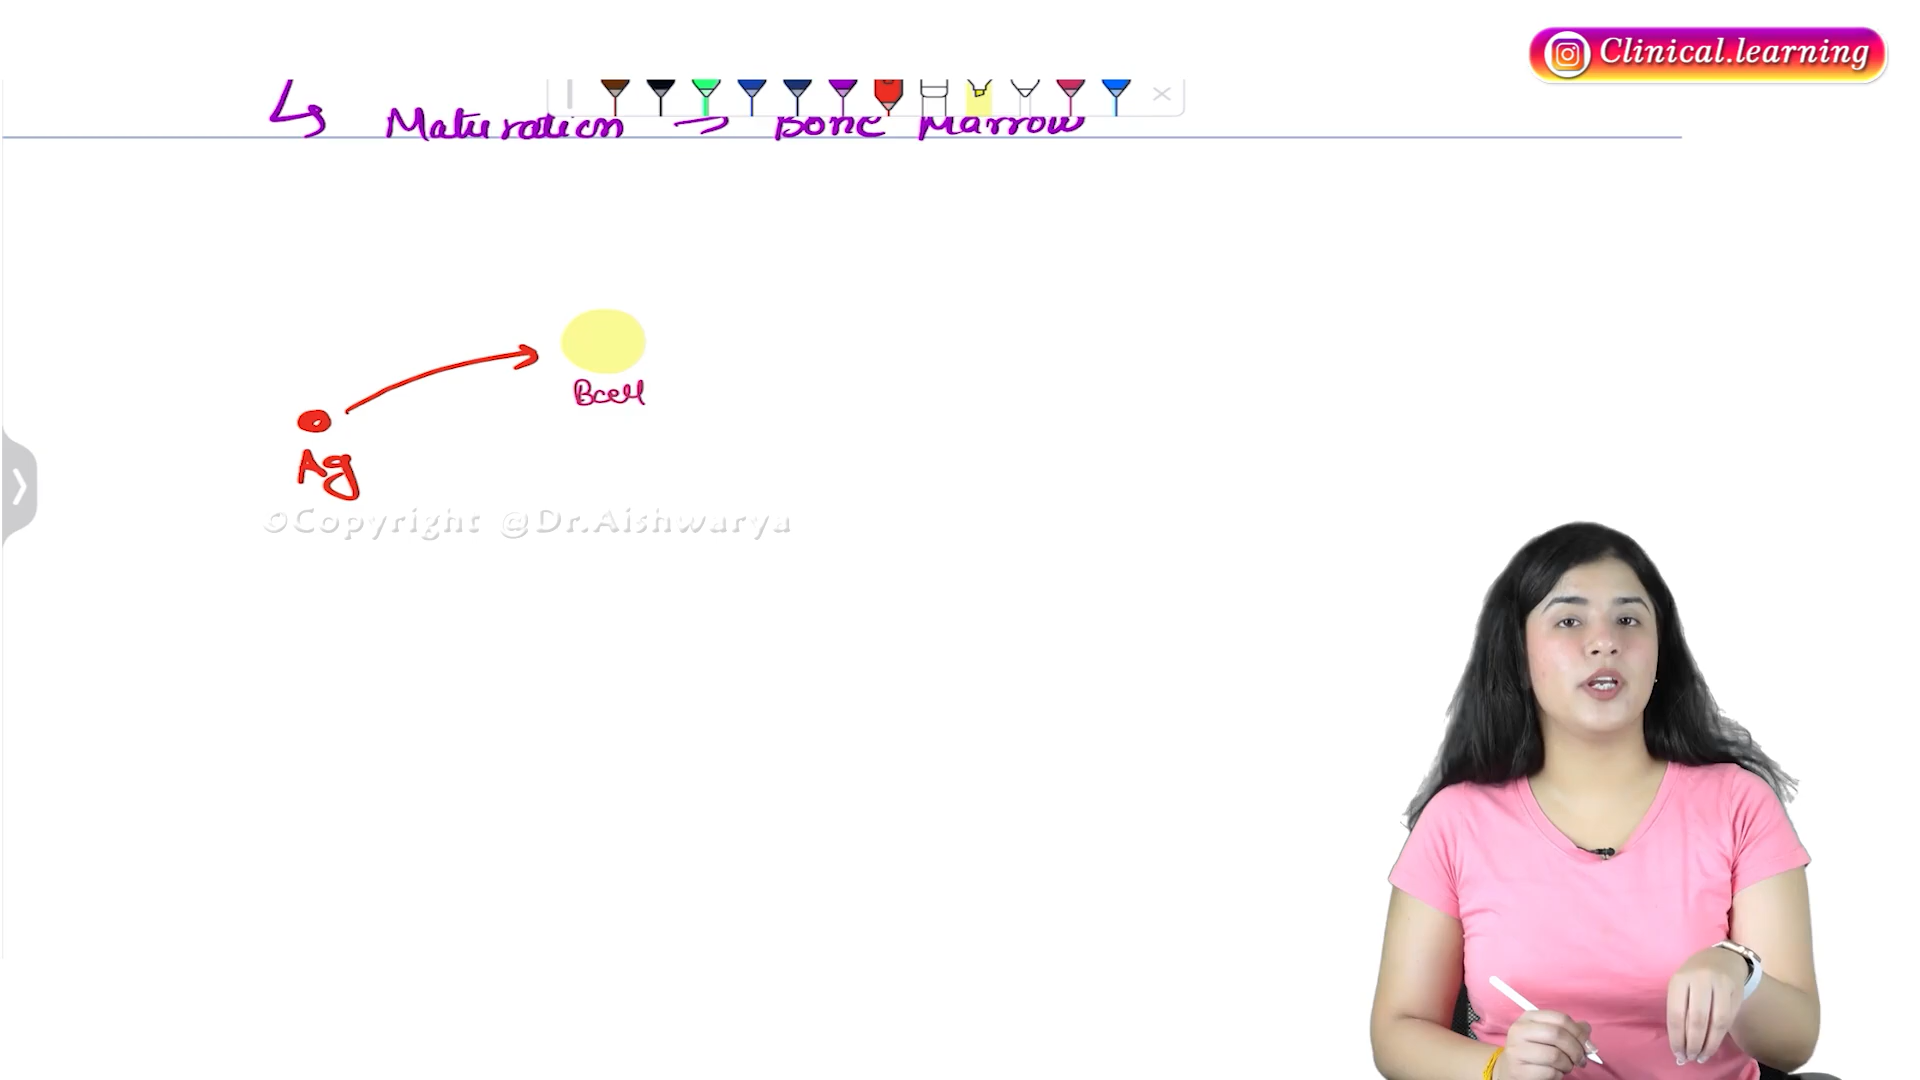 Clinical.learning
Maturation → Bone Marrow
Bcell
Ag
©Copyright @Dr.Aishwarya